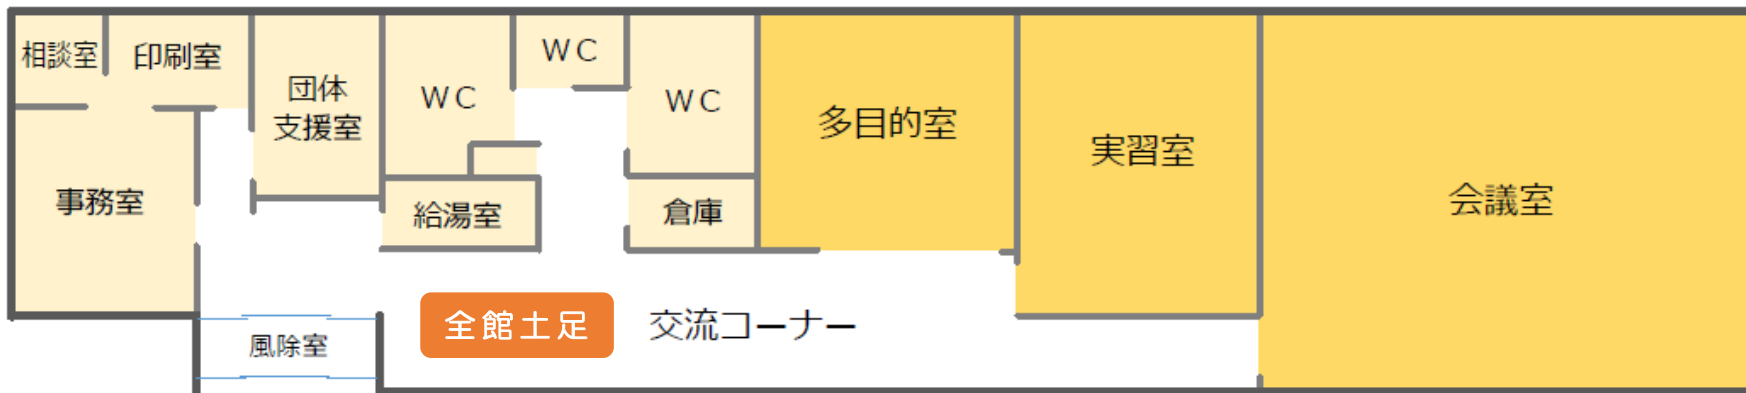 相談室
印刷室
団体
支援室
ＷＣ
ＷＣ
ＷＣ
多目的室
実習室
会議室
事務室
給湯室
倉庫
全館土足
交流コーナー
風除室